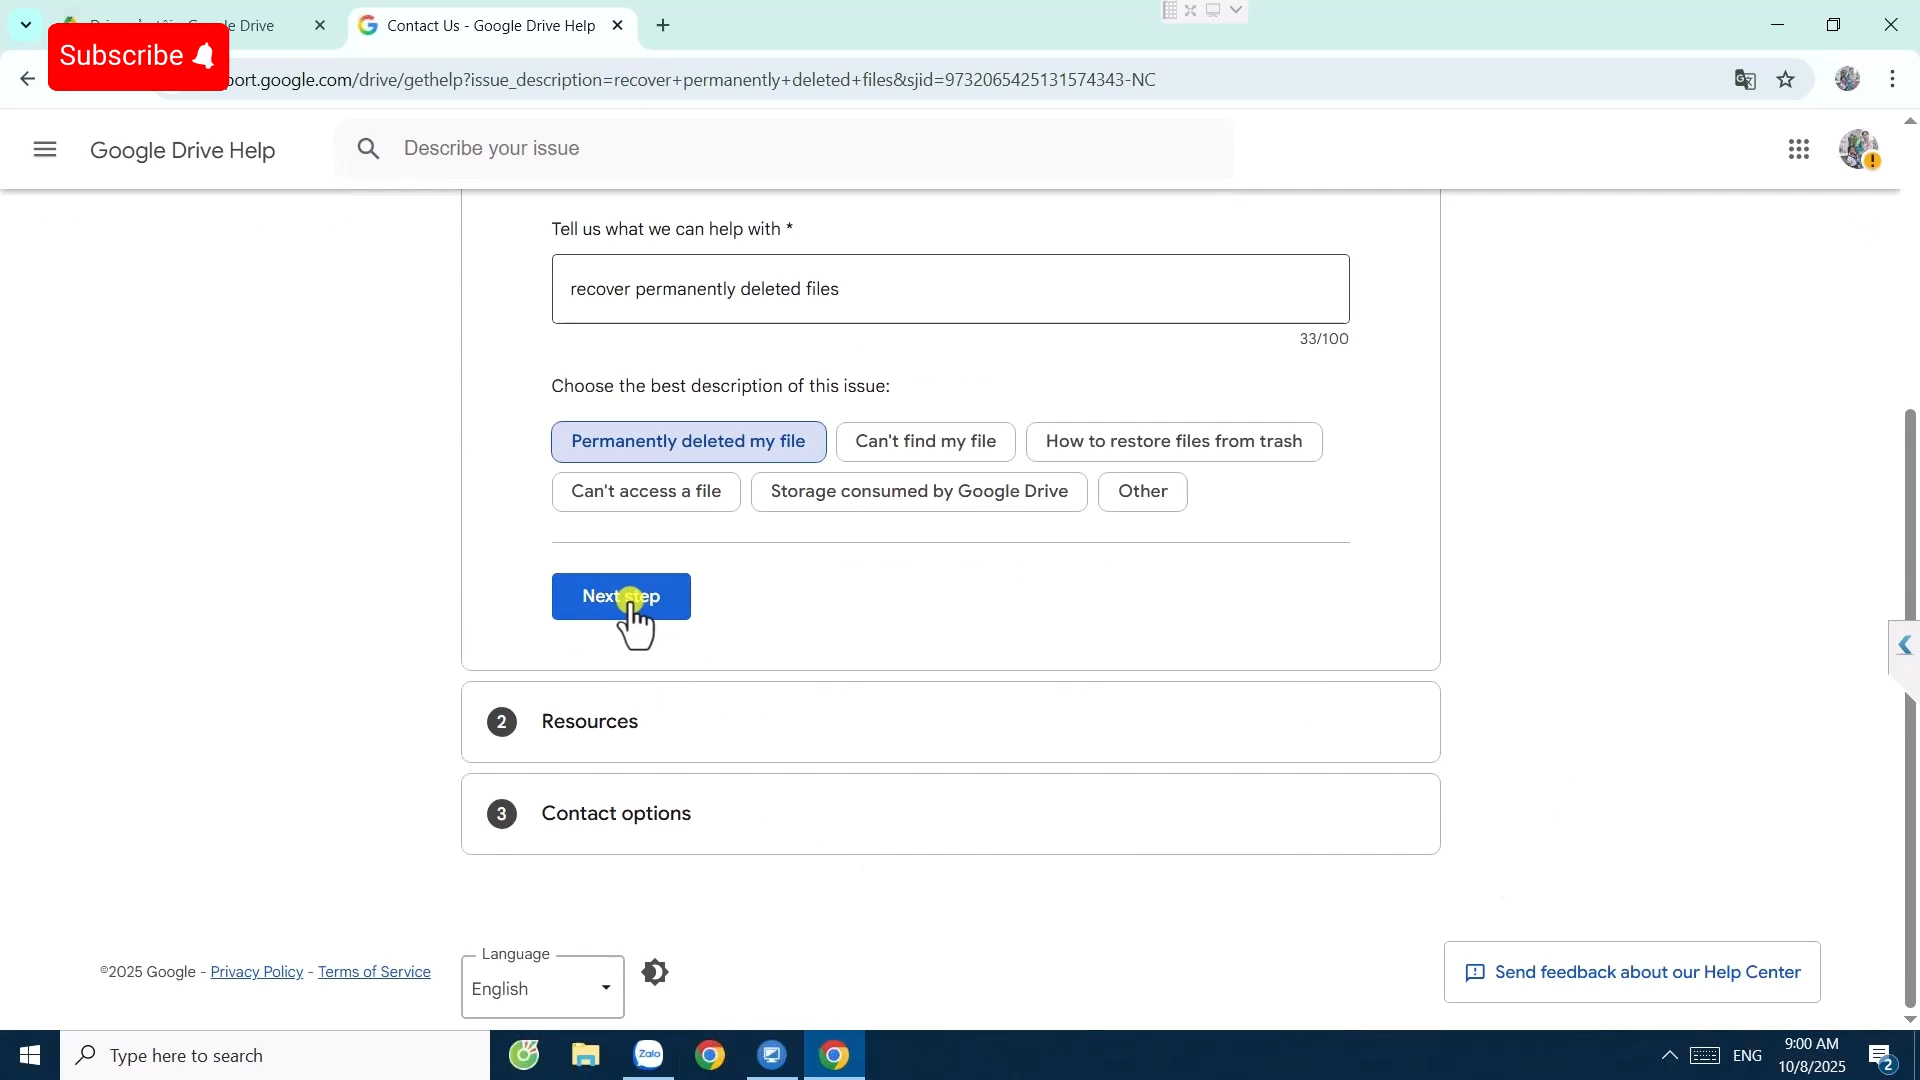 Google Drive
Contact Us - Google Drive Help
Subscribe
port.google.com/drive/gethelp?issue_description=recover+permanently+deleted+files&sjid=9732065425131574343-NC
Google Drive Help
Describe your issue
Tell us what we can help with *
recover permanently deleted files
33/100
Choose the best description of this issue:
Permanently deleted my file
Can't find my file
How to restore files from trash
Can't access a file
Storage consumed by Google Drive
Other
Next step
2 Resources
3 Contact options
©2025 Google - Privacy Policy - Terms of Service
Language
English
Send feedback about our Help Center
Type here to search
Zalo
ENG
9:00 AM
10/8/2025
2